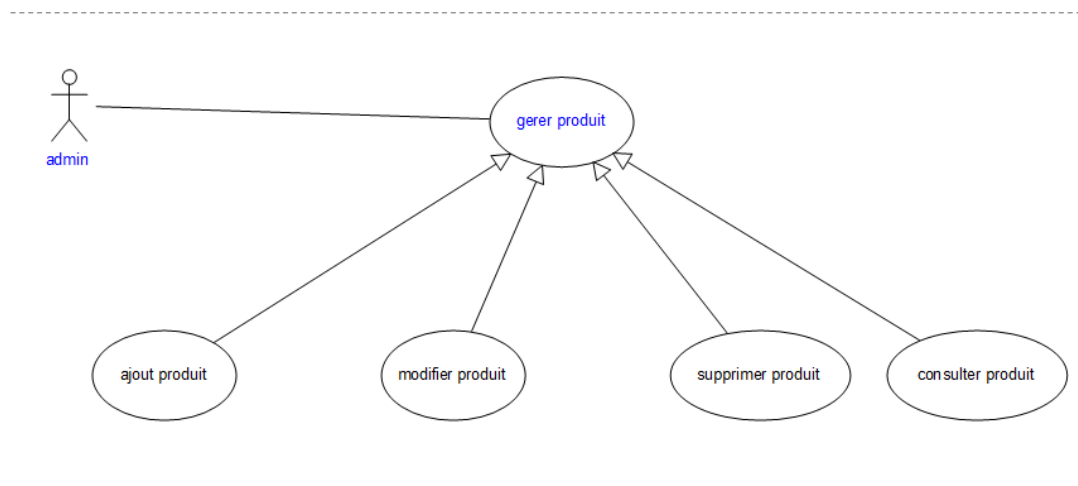 gerer produit
admin
ajout produit
modifier produit
supprimer produit
consulter produit